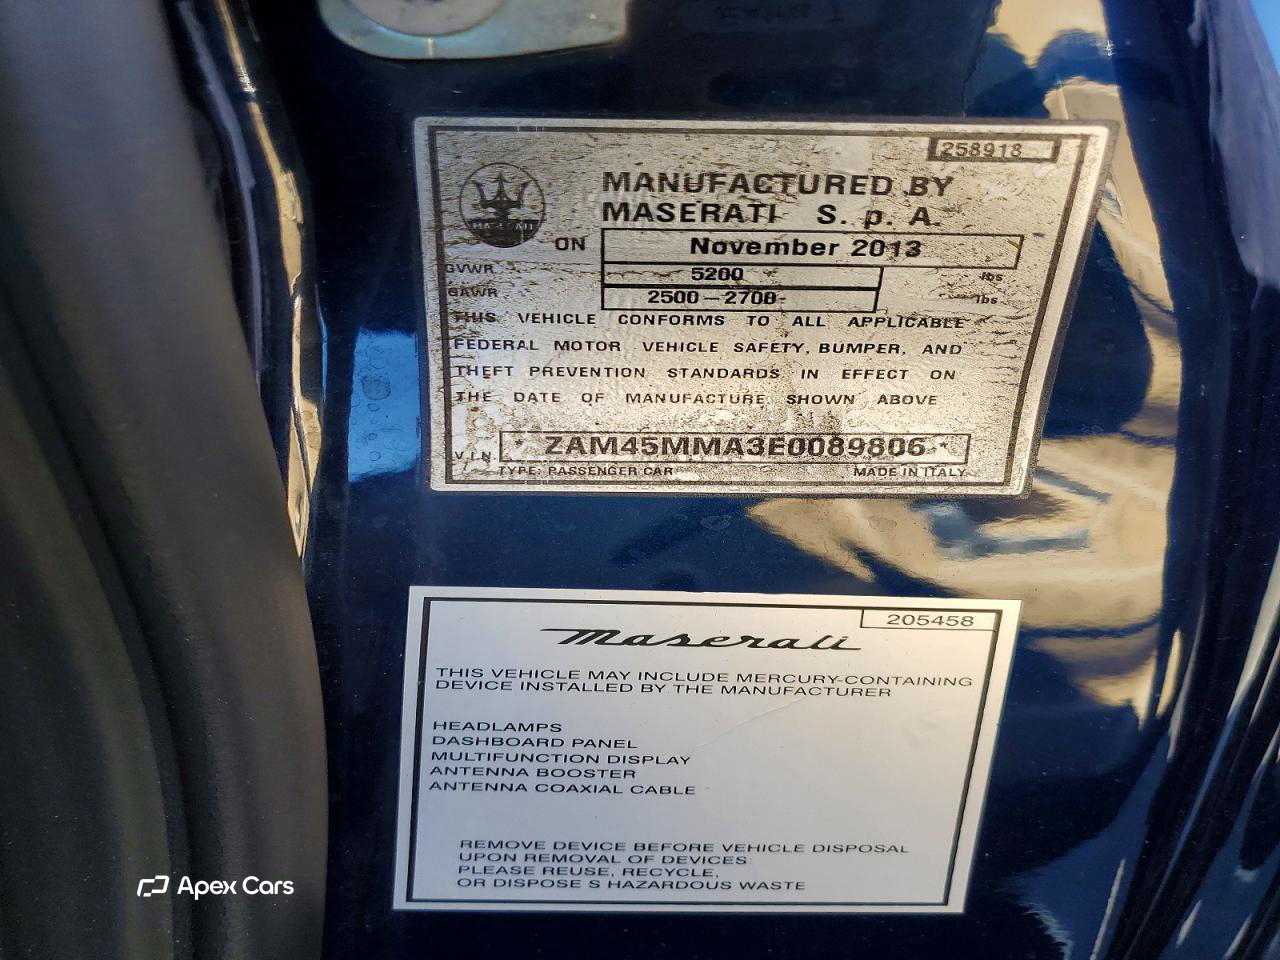 258918
MANUFACTURED BY
MASERATI S. p. A.
MASERATI
ON November 2013
GVWR 5200 lbs
GAWR 2500 - 2700 lbs
THIS VEHICLE CONFORMS TO ALL APPLICABLE
FEDERAL MOTOR VEHICLE SAFETY, BUMPER, AND
THEFT PREVENTION STANDARDS IN EFFECT ON
THE DATE OF MANUFACTURE SHOWN ABOVE
V.I.N. * ZAM45MMA3E0089806 *
TYPE: PASSENGER CAR MADE IN ITALY
205458
Maserati
THIS VEHICLE MAY INCLUDE MERCURY-CONTAINING
DEVICE INSTALLED BY THE MANUFACTURER
HEADLAMPS
DASHBOARD PANEL
MULTIFUNCTION DISPLAY
ANTENNA BOOSTER
ANTENNA COAXIAL CABLE
REMOVE DEVICE BEFORE VEHICLE DISPOSAL
UPON REMOVAL OF DEVICES
PLEASE REUSE, RECYCLE,
OR DISPOSE S HAZARDOUS WASTE
Apex Cars